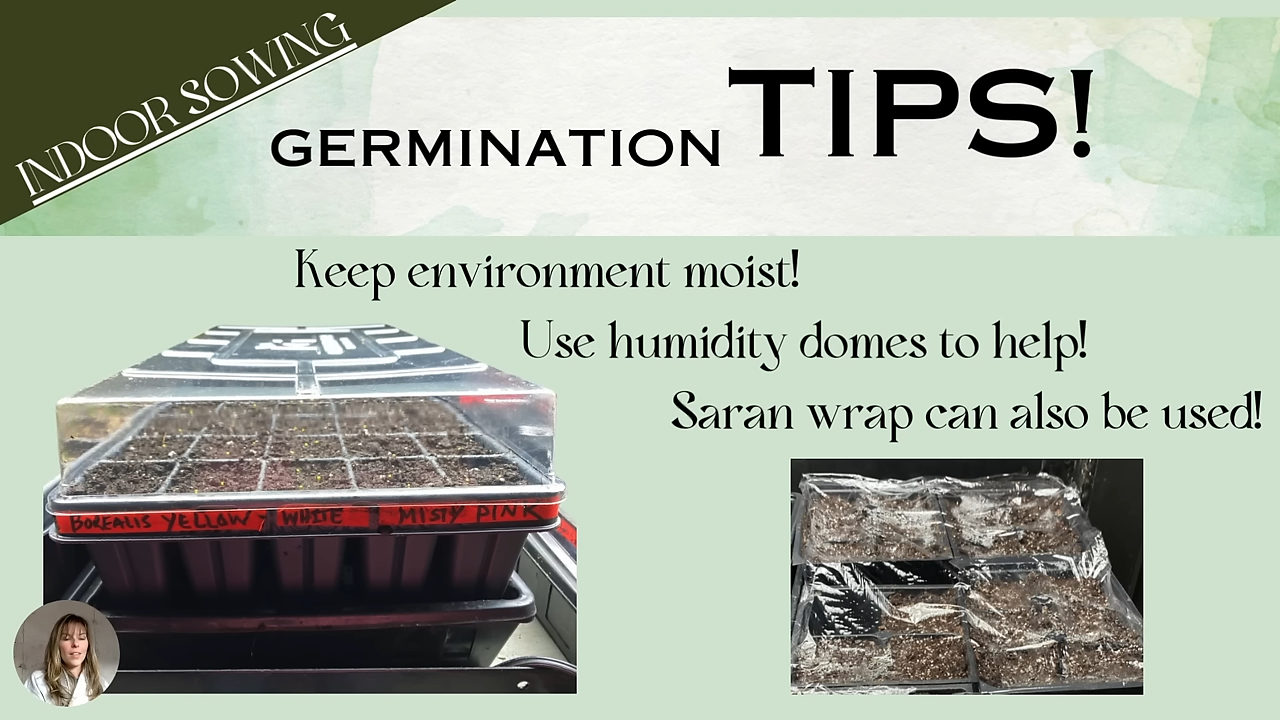 INDOOR SOWING
GERMINATION TIPS!
Keep environment moist!
Use humidity domes to help!
Saran wrap can also be used!
BOREALIS YELLOW - WHITE MISTY PINK